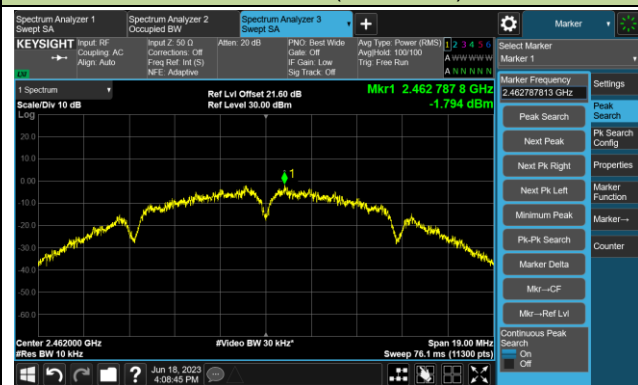 Spectrum Analyzer 1
Swept SA
Spectrum Analyzer 2
Occupied BW
Spectrum Analyzer 3
Swept SA
Marker
KEYSIGHT
Input: RF
Coupling: AC
Align: Auto
Input Z: 50 Ω
Corrections: Off
Freq Ref: Int (S)
NFE: Adaptive
Atten: 20 dB
PNO: Best Wide
Gate: Off
IF Gain: Low
Sig Track: Off
Avg Type: Power (RMS)
Avg|Hold: 100/100
Trig: Free Run
1 2 3 4 5 6
A W W W W W
A N N N N N
Select Marker
Marker 1
1 Spectrum
Scale/Div 10 dB
Log
Ref Lvl Offset 21.60 dB
Ref Level 30.00 dBm
Mkr1 2.462 787 8 GHz
-1.794 dBm
20.0
10.0
0.00
-10.0
-20.0
-30.0
-40.0
-50.0
-60.0
1
Center 2.462000 GHz
#Res BW 10 kHz
#Video BW 30 kHz*
Span 19.00 MHz
Sweep 76.1 ms (11300 pts)
Marker Frequency
2.462787813 GHz
Peak Search
Next Peak
Next Pk Right
Next Pk Left
Minimum Peak
Pk-Pk Search
Marker Delta
Mkr→CF
Mkr→Ref Lvl
Continuous Peak
Search
On
Off
Settings
Peak
Search
Pk Search
Config
Properties
Marker
Function
Marker→
Counter
Jun 18, 2023
4:08:45 PM